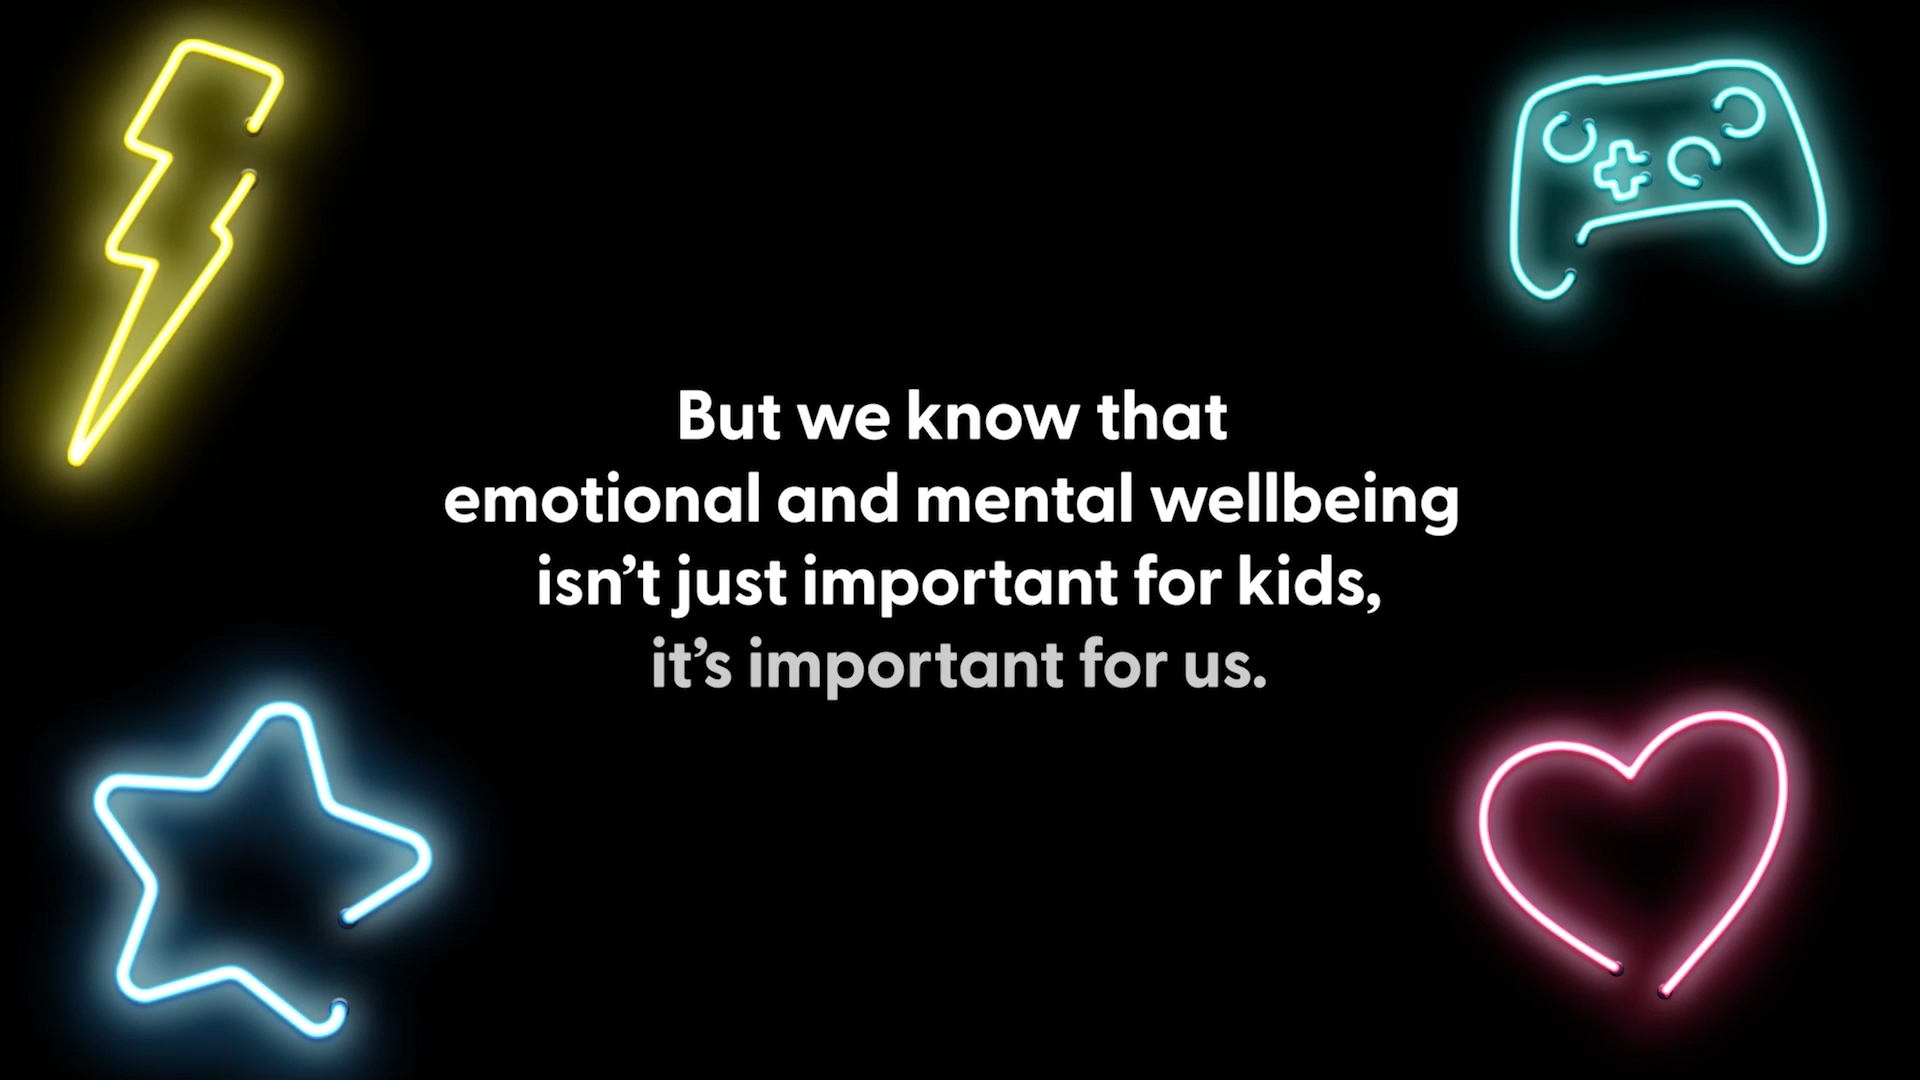 But we know that
emotional and mental wellbeing
isn’t just important for kids,
it’s important for us.